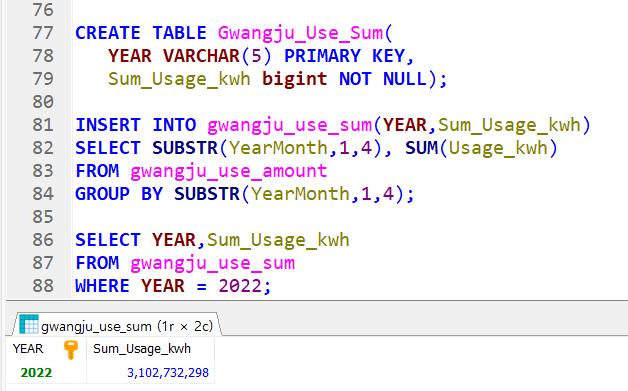 76
77 CREATE TABLE Gwangju_Use_Sum(
78 YEAR VARCHAR(5) PRIMARY KEY,
79 Sum_Usage_kwh bigint NOT NULL);
80
81 INSERT INTO gwangju_use_sum(YEAR,Sum_Usage_kwh)
82 SELECT SUBSTR(YearMonth,1,4), SUM(Usage_kwh)
83 FROM gwangju_use_amount
84 GROUP BY SUBSTR(YearMonth,1,4);
85
86 SELECT YEAR,Sum_Usage_kwh
87 FROM gwangju_use_sum
88 WHERE YEAR = 2022;
gwangju_use_sum (1r × 2c)
YEAR Sum_Usage_kwh
2022 3,102,732,298